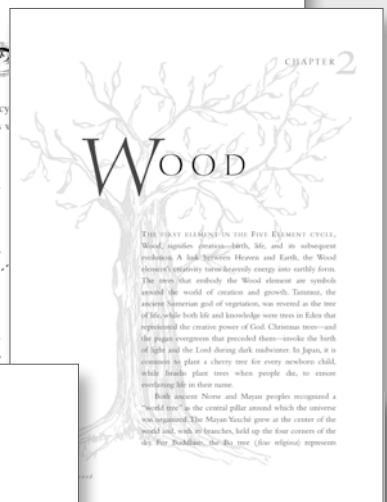 CHAPTER 2
WOOD
THE FIRST ELEMENT IN THE FIVE ELEMENT CYCLE,
Wood, signifies creation—birth, life, and its subsequent
evolution. A link between Heaven and Earth, the Wood
element's creativity turns heavenly energy into earthly form.
The trees that embody the Wood element are symbols
around the world of creation and growth. Tammuz, the
ancient Sumerian god of vegetation, was revered as the tree
of life, while both life and knowledge were trees in Eden that
represented the creative power of God. Christmas trees—and
the pagan evergreens that preceded them—invoke the birth
of light and the Lord during dark midwinter. In Japan, it is
common to plant a cherry tree for every newborn child,
while Israelis plant trees when people die, to ensure
everlasting life in their name.
Both ancient Norse and Mayan peoples recognized a
"world tree" as the central pillar around which the universe
was organized. The Mayan Yaxché grew at the center of the
world and, with its branches, held up the four corners of the
sky. For Buddhists, the Bo tree (ficus religiosa) represents